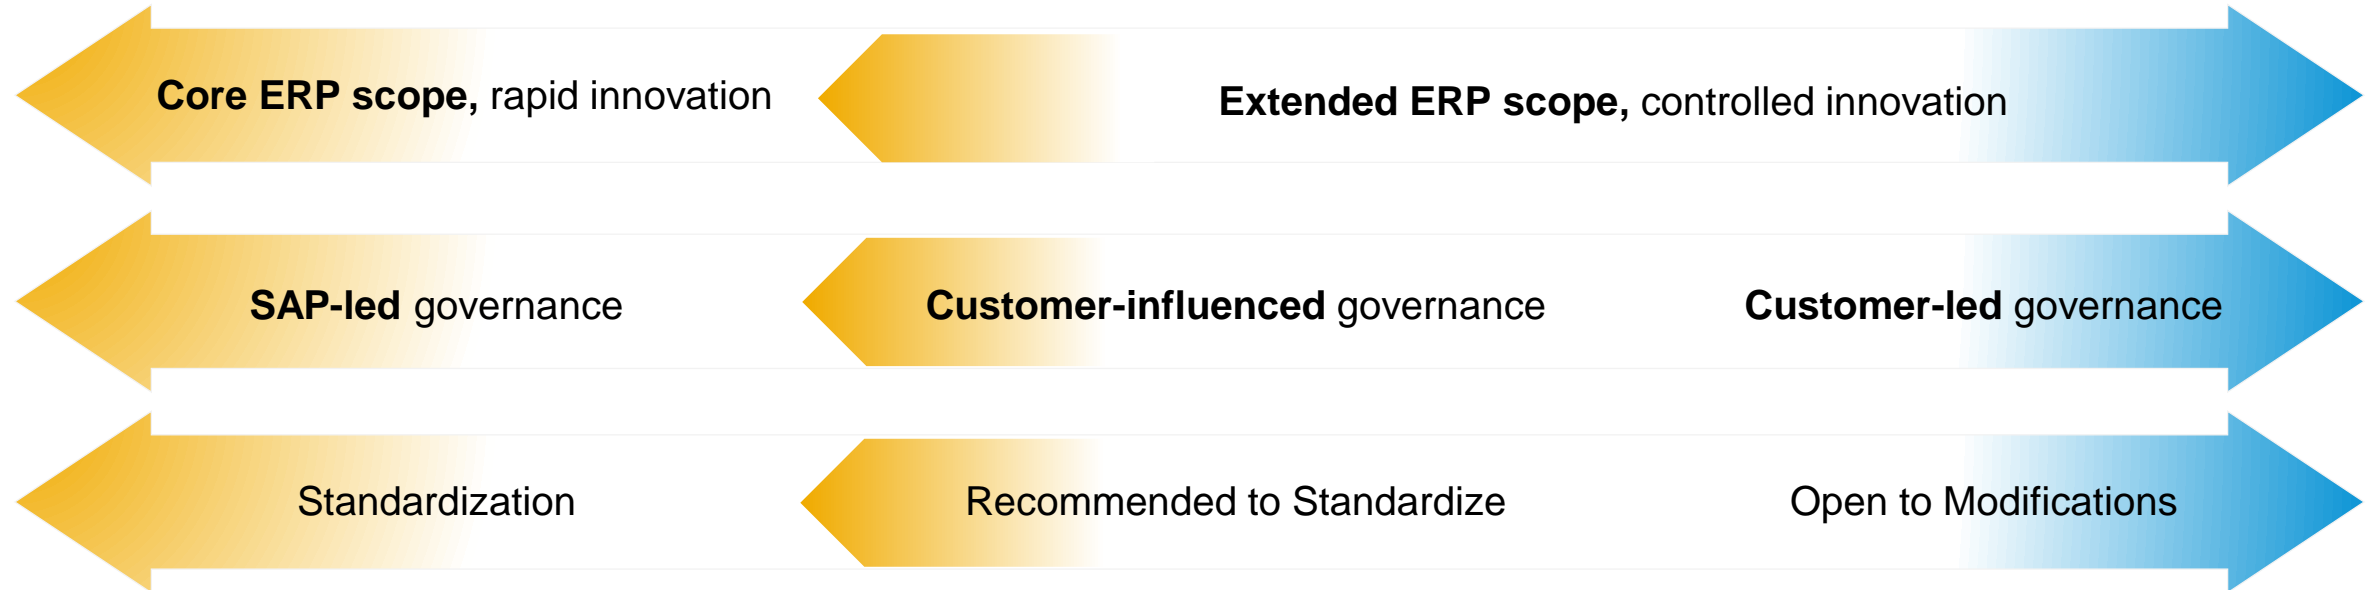 Core ERP scope, rapid innovation
Extended ERP scope, controlled innovation
SAP-led governance
Customer-influenced governance
Customer-led governance
Standardization
Recommended to Standardize
Open to Modifications